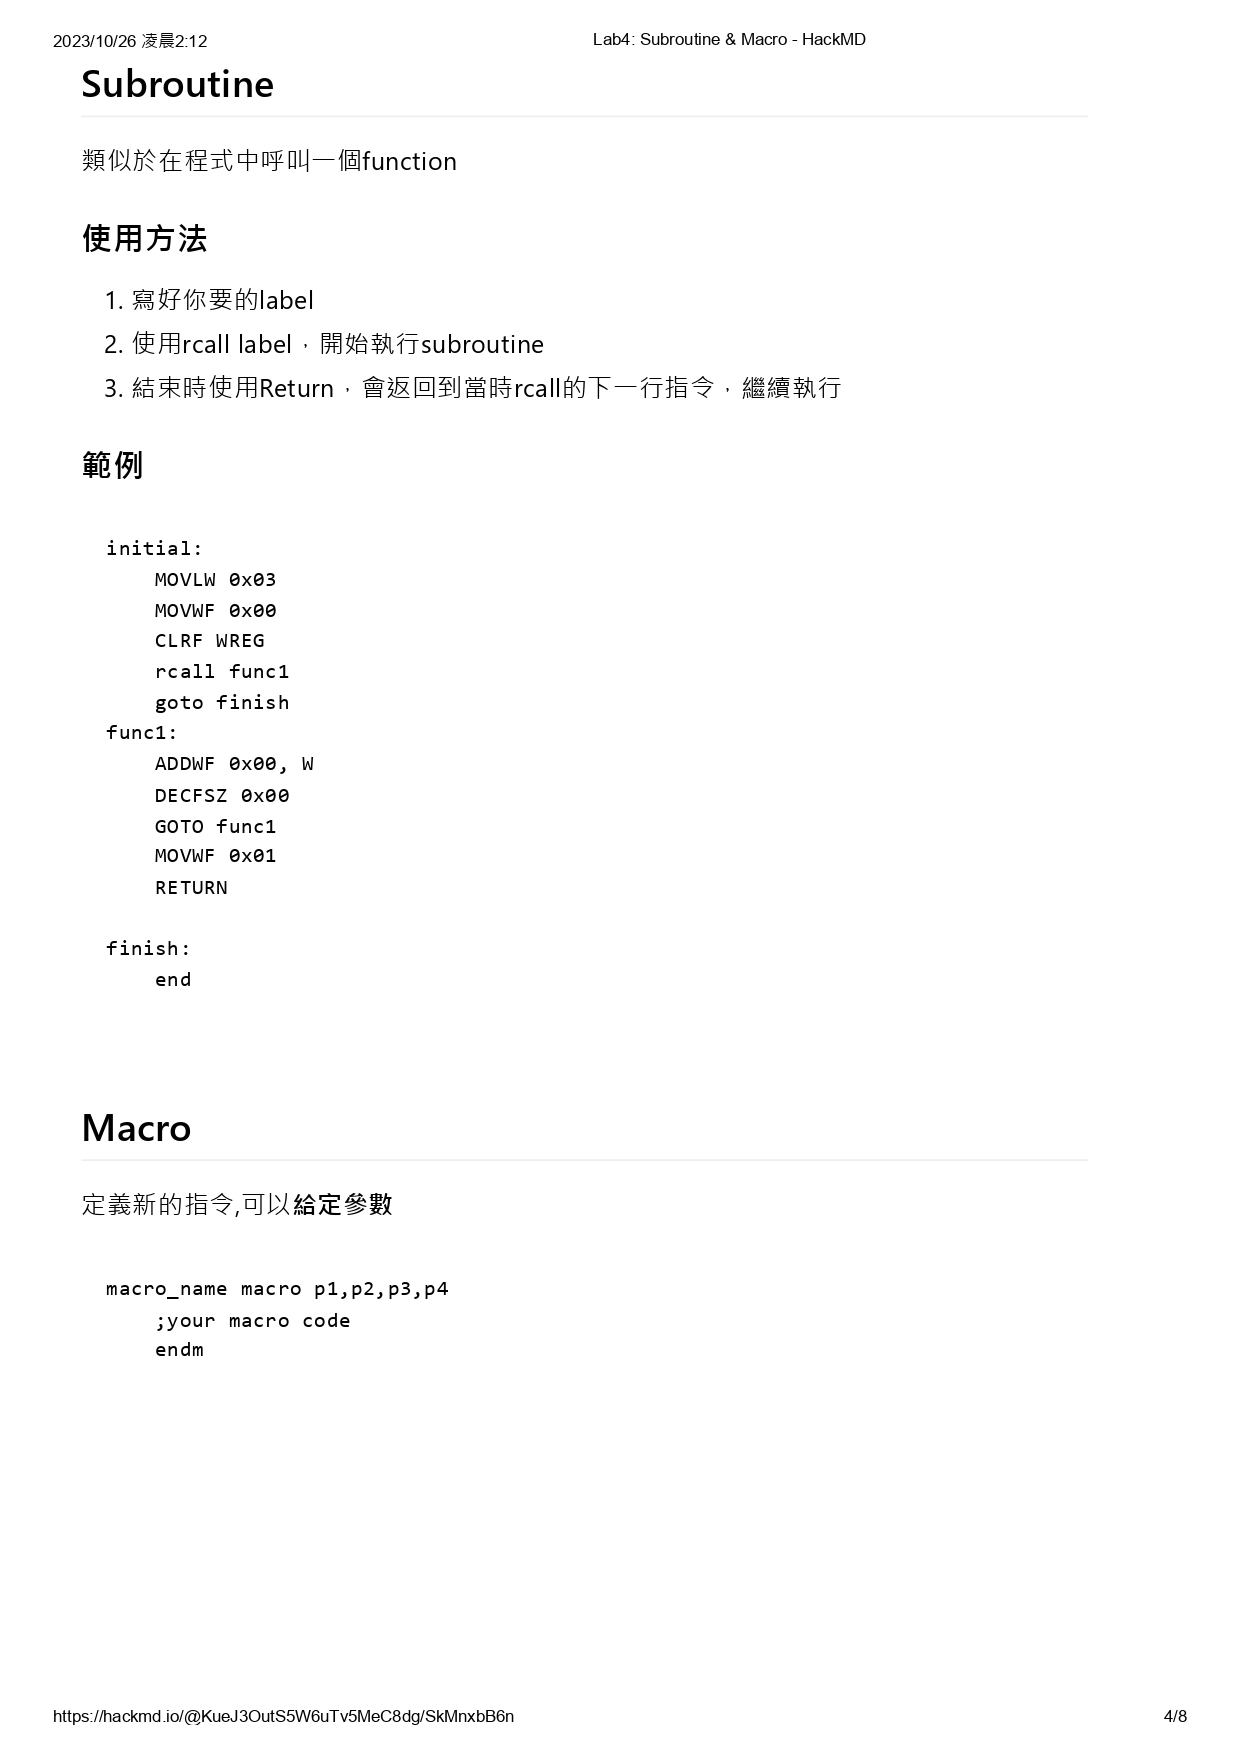 2023/10/26 凌晨2:12
Lab4: Subroutine & Macro - HackMD
Subroutine
類似於在程式中呼叫一個function
使用方法
1. 寫好你要的label
2. 使用rcall label，開始執行subroutine
3. 結束時使用Return，會返回到當時rcall的下一行指令，繼續執行
範例
initial:
    MOVLW 0x03
    MOVWF 0x00
    CLRF WREG
    rcall func1
    goto finish
func1:
    ADDWF 0x00, W
    DECFSZ 0x00
    GOTO func1
    MOVWF 0x01
    RETURN
finish:
    end
Macro
定義新的指令,可以給定參數
macro_name macro p1,p2,p3,p4
    ;your macro code
    endm
https://hackmd.io/@KueJ3OutS5W6uTv5MeC8dg/SkMnxbB6n
4/8